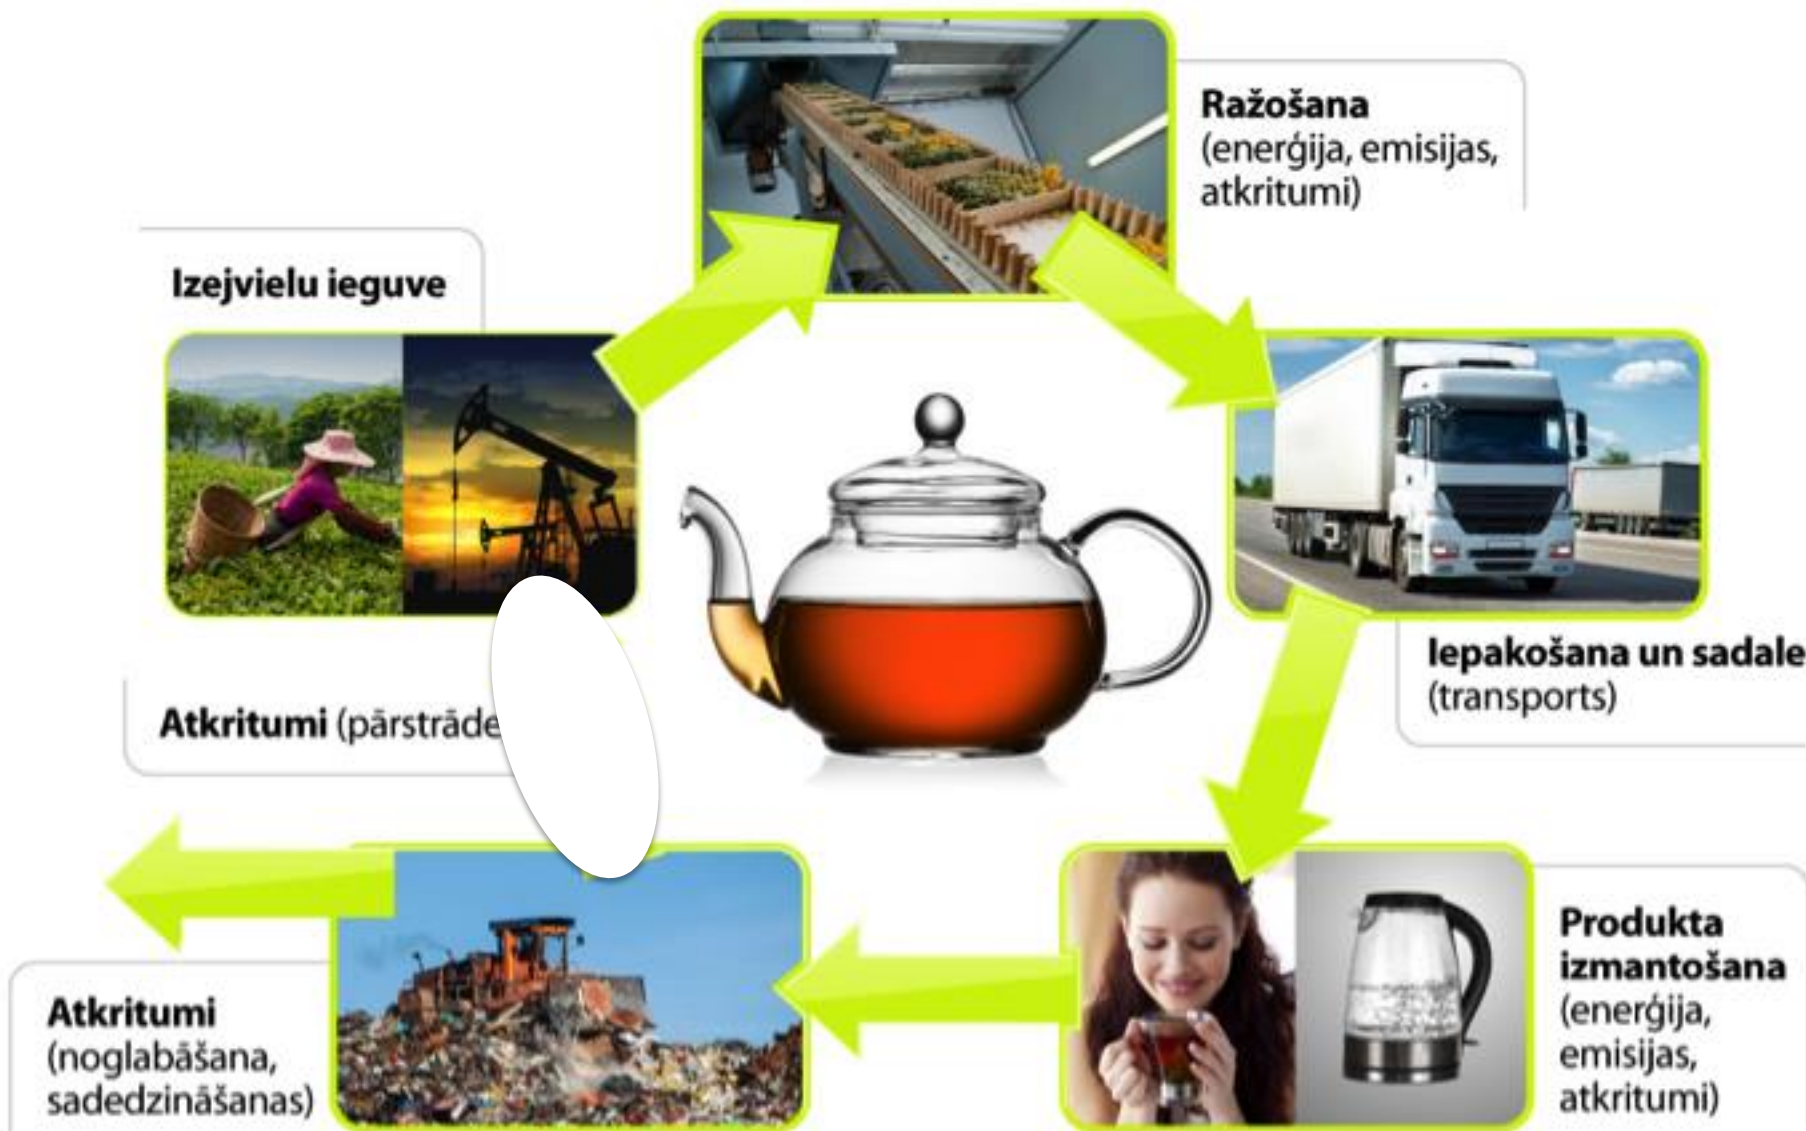 Ražošana
(enerģija, emisijas,
atkritumi)
Izejvielu ieguve
Iepakošana un sadale
(transports)
Atkritumi (pārstrāde
Produkta
izmantošana
(enerģija,
emisijas,
atkritumi)
Atkritumi
(noglabāšana,
sadedzināšanas)